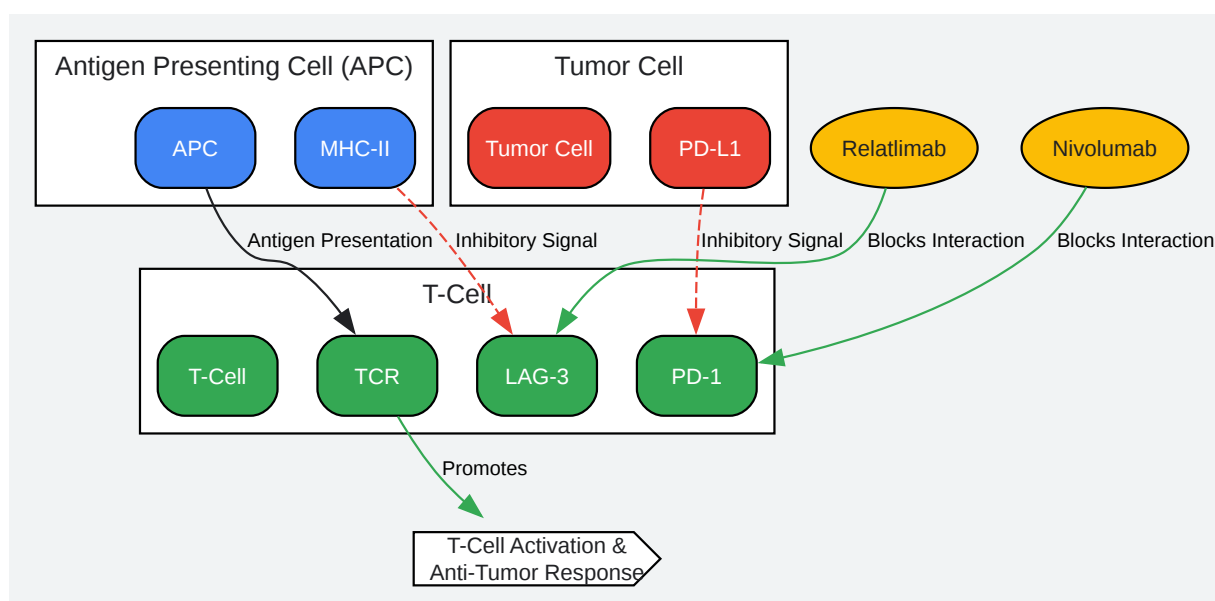 Antigen Presenting Cell (APC)
Tumor Cell
APC
MHC-II
Tumor Cell
PD-L1
Relatlimab
Nivolumab
Antigen Presentation
Inhibitory Signal
Inhibitory Signal
Blocks Interaction
Blocks Interaction
T-Cell
T-Cell
TCR
LAG-3
PD-1
Promotes
T-Cell Activation &
Anti-Tumor Response